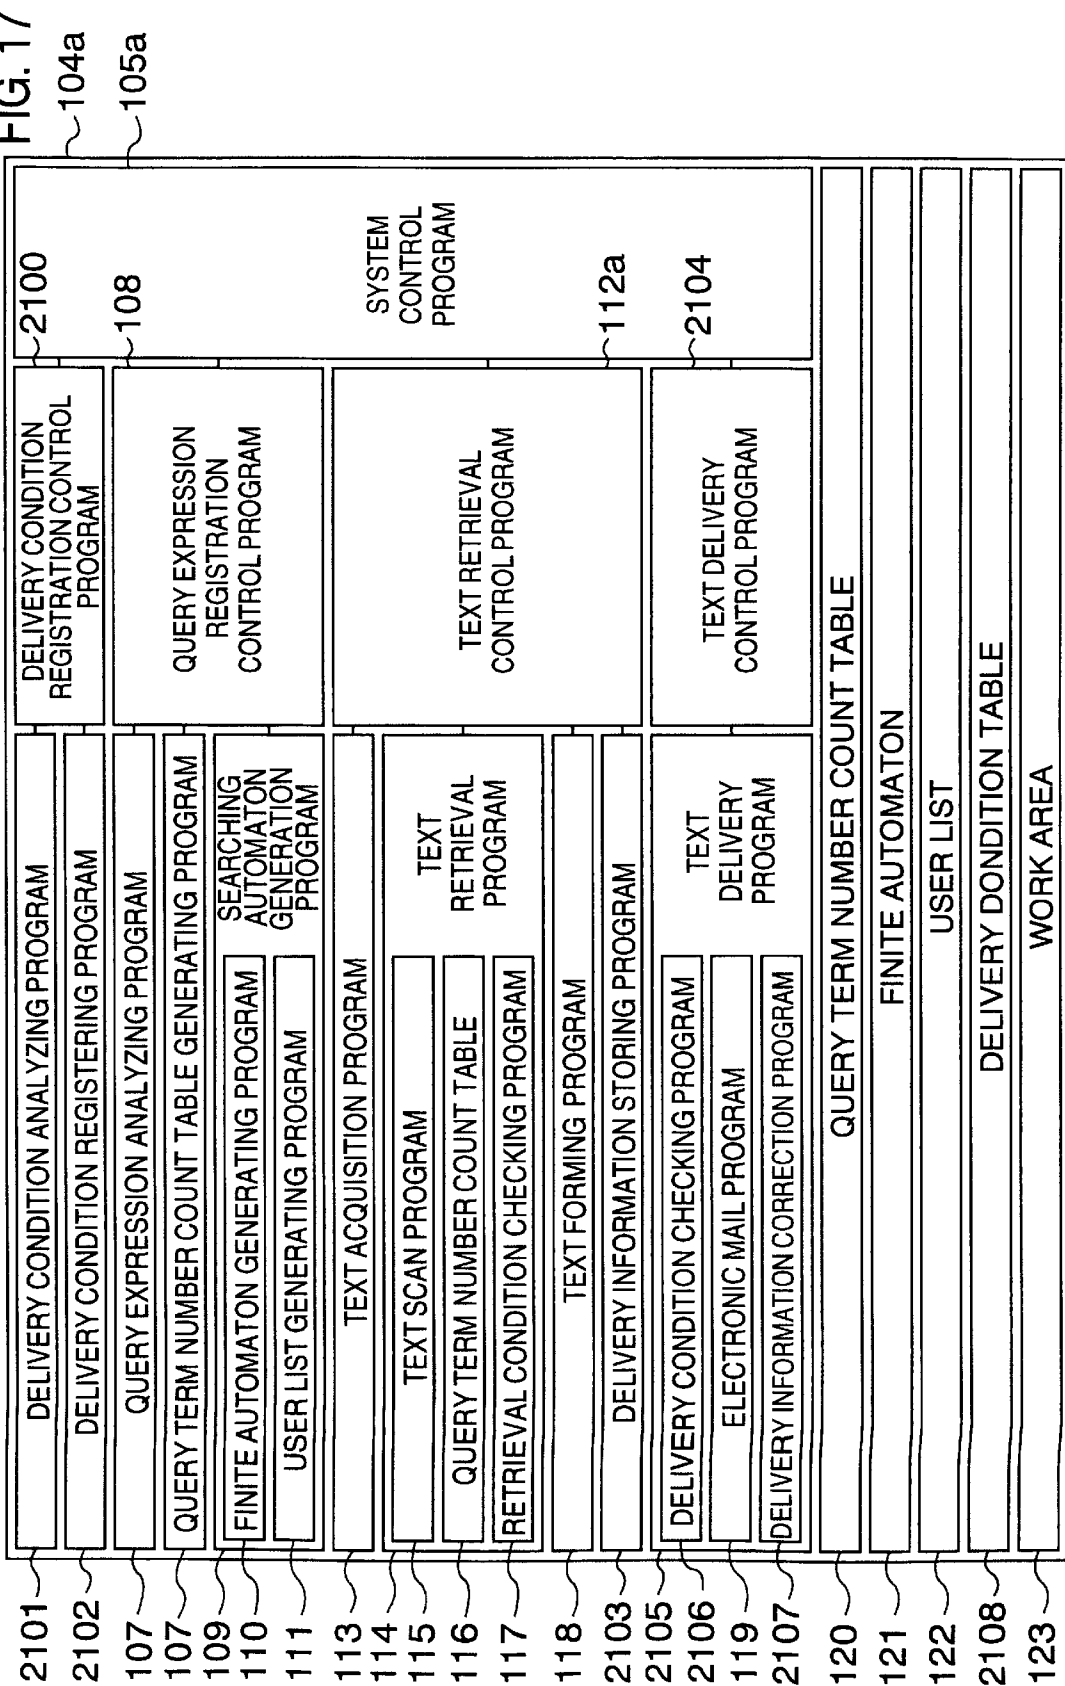 FIG. 17
104a
105a
SYSTEM
CONTROL
PROGRAM
2100
108
112a
2104
DELIVERY CONDITION
REGISTRATION CONTROL
PROGRAM
QUERY EXPRESSION
REGISTRATION
CONTROL PROGRAM
TEXT RETRIEVAL
CONTROL PROGRAM
TEXT DELIVERY
CONTROL PROGRAM
DELIVERY CONDITION ANALYZING PROGRAM
DELIVERY CONDITION REGISTERING PROGRAM
QUERY EXPRESSION ANALYZING PROGRAM
QUERY TERM NUMBER COUNT TABLE GENERATING PROGRAM
SEARCHING
AUTOMATON
GENERATION
PROGRAM
FINITE AUTOMATON GENERATING PROGRAM
USER LIST GENERATING PROGRAM
TEXT ACQUISITION PROGRAM
TEXT
RETRIEVAL
PROGRAM
TEXT SCAN PROGRAM
QUERY TERM NUMBER COUNT TABLE
RETRIEVAL CONDITION CHECKING PROGRAM
TEXT FORMING PROGRAM
DELIVERY INFORMATION STORING PROGRAM
TEXT
DELIVERY
PROGRAM
DELIVERY CONDITION CHECKING PROGRAM
ELECTRONIC MAIL PROGRAM
DELIVERY INFORMATION CORRECTION PROGRAM
QUERY TERM NUMBER COUNT TABLE
FINITE AUTOMATON
USER LIST
DELIVERY DONDITION TABLE
WORK AREA
2101
2102
107
107
109
110
111
113
114
115
116
117
118
2103
2105
2106
119
2107
120
121
122
2108
123